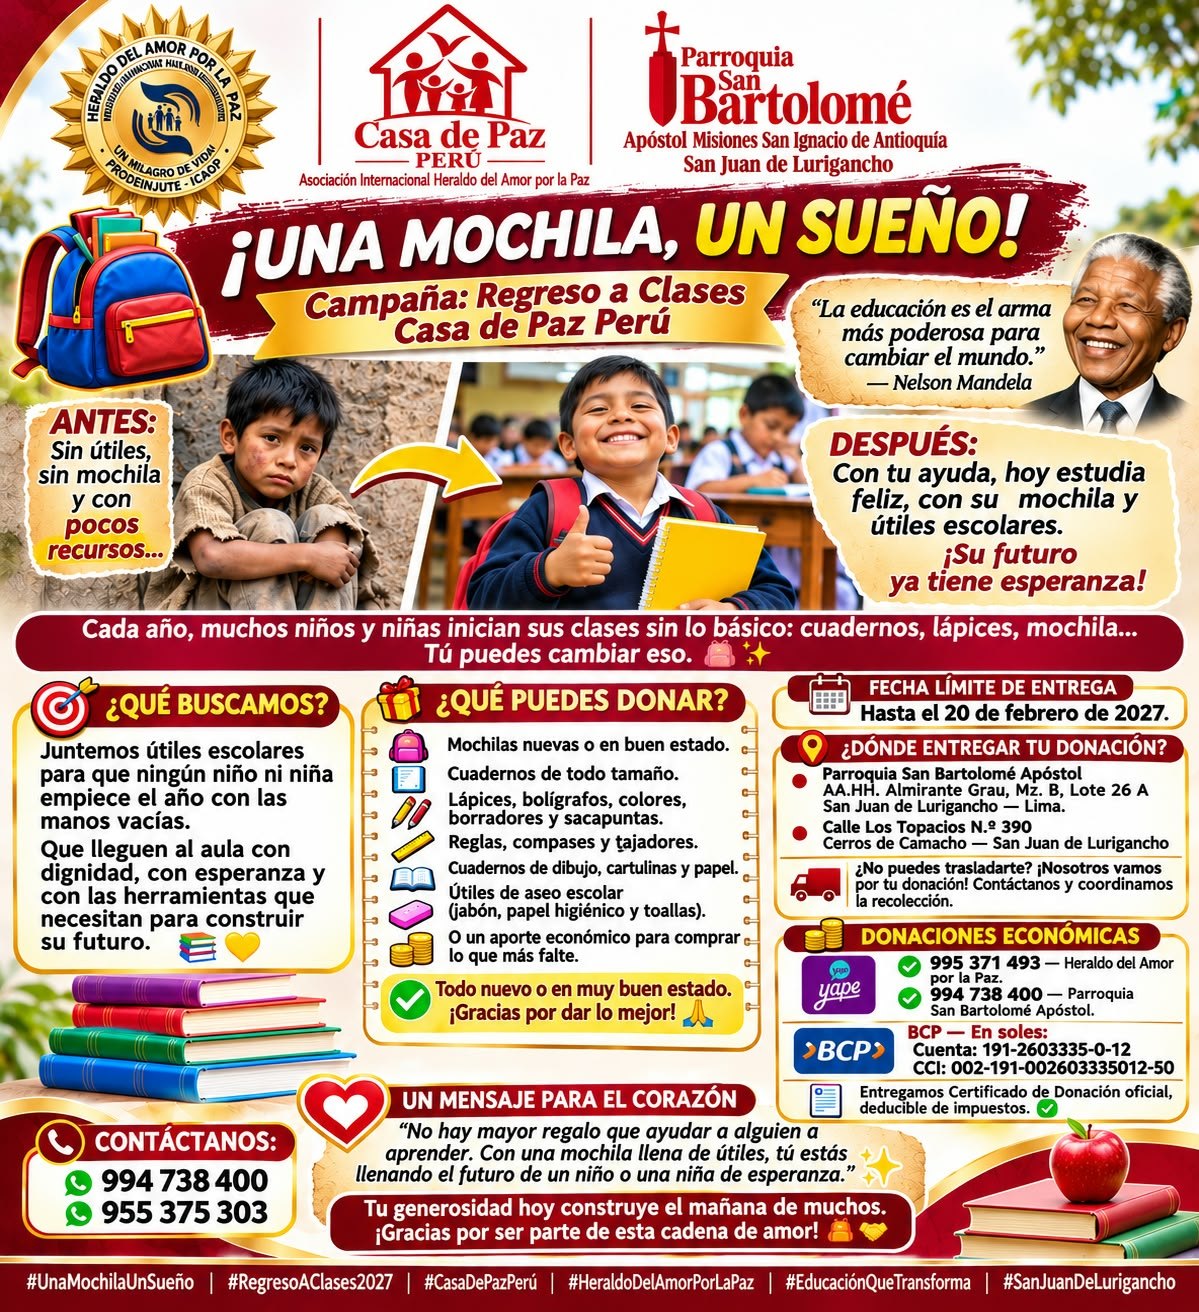 HERALDO DEL AMOR POR LA PAZ
UN MILAGRO DE VIDA!
PRODEINJUTE - ICAOP
Casa de Paz
PERÚ
Asociación Internacional Heraldo del Amor por la Paz
Parroquia
San
Bartolomé
Apóstol Misiones San Ignacio de Antioquía
San Juan de Lurigancho
¡UNA MOCHILA, UN SUEÑO!
Campaña: Regreso a Clases
Casa de Paz Perú
“La educación es el arma
más poderosa para
cambiar el mundo.”
— Nelson Mandela
ANTES:
Sin útiles,
sin mochila
y con
pocos
recursos...
DESPUÉS:
Con tu ayuda, hoy estudia
feliz, con su mochila y
útiles escolares.
¡Su futuro
ya tiene esperanza!
Cada año, muchos niños y niñas inician sus clases sin lo básico: cuadernos, lápices, mochila...
Tú puedes cambiar eso.
¿QUÉ BUSCAMOS?
Juntemos útiles escolares
para que ningún niño ni niña
empiece el año con las
manos vacías.
Que lleguen al aula con
dignidad, con esperanza y
con las herramientas que
necesitan para construir
su futuro.
¿QUÉ PUEDES DONAR?
Mochilas nuevas o en buen estado.
Cuadernos de todo tamaño.
Lápices, bolígrafos, colores,
borradores y sacapuntas.
Reglas, compases y tajadores.
Cuadernos de dibujo, cartulinas y papel.
Útiles de aseo escolar
(jabón, papel higiénico y toallas).
O un aporte económico para comprar
lo que más falte.
Todo nuevo o en muy buen estado.
¡Gracias por dar lo mejor!
FECHA LÍMITE DE ENTREGA
Hasta el 20 de febrero de 2027.
¿DÓNDE ENTREGAR TU DONACIÓN?
Parroquia San Bartolomé Apóstol
AA.HH. Almirante Grau, Mz. B, Lote 26 A
San Juan de Lurigancho — Lima.
Calle Los Topacios N.º 390
Cerros de Camacho — San Juan de Lurigancho
¿No puedes trasladarte? ¡Nosotros vamos
por tu donación! Contáctanos y coordinamos
la recolección.
DONACIONES ECONÓMICAS
yape
yape
995 371 493 — Heraldo del Amor
por la Paz.
994 738 400 — Parroquia
San Bartolomé Apóstol.
BCP
BCP — En soles:
Cuenta: 191-2603335-0-12
CCI: 002-191-002603335012-50
Entregamos Certificado de Donación oficial,
deducible de impuestos.
UN MENSAJE PARA EL CORAZÓN
“No hay mayor regalo que ayudar a alguien a
aprender. Con una mochila llena de útiles, tú estás
llenando el futuro de un niño o una niña de esperanza.”
Tu generosidad hoy construye el mañana de muchos.
¡Gracias por ser parte de esta cadena de amor!
CONTÁCTANOS:
994 738 400
955 375 303
#UnaMochilaUnSueño | #RegresoAClases2027 | #CasaDePazPerú | #HeraldoDelAmorPorLaPaz | #EducaciónQueTransforma | #SanJuanDeLurigancho